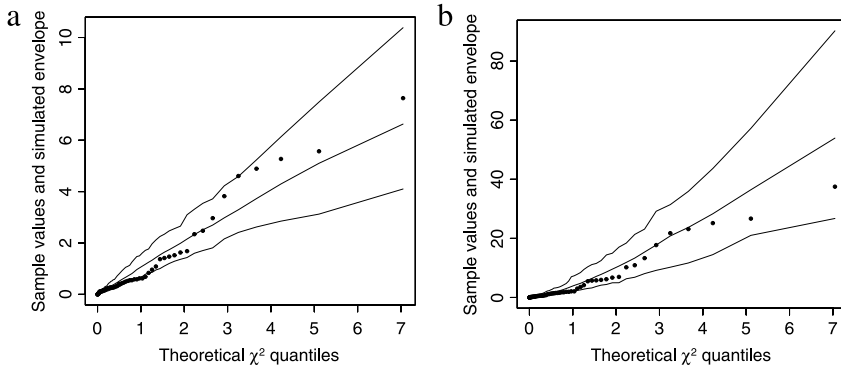 a
Sample values and simulated envelope
10
8
6
4
2
0
0 1 2 3 4 5 6 7
Theoretical χ² quantiles
b
Sample values and simulated envelope
80
60
40
20
0
0 1 2 3 4 5 6 7
Theoretical χ² quantiles